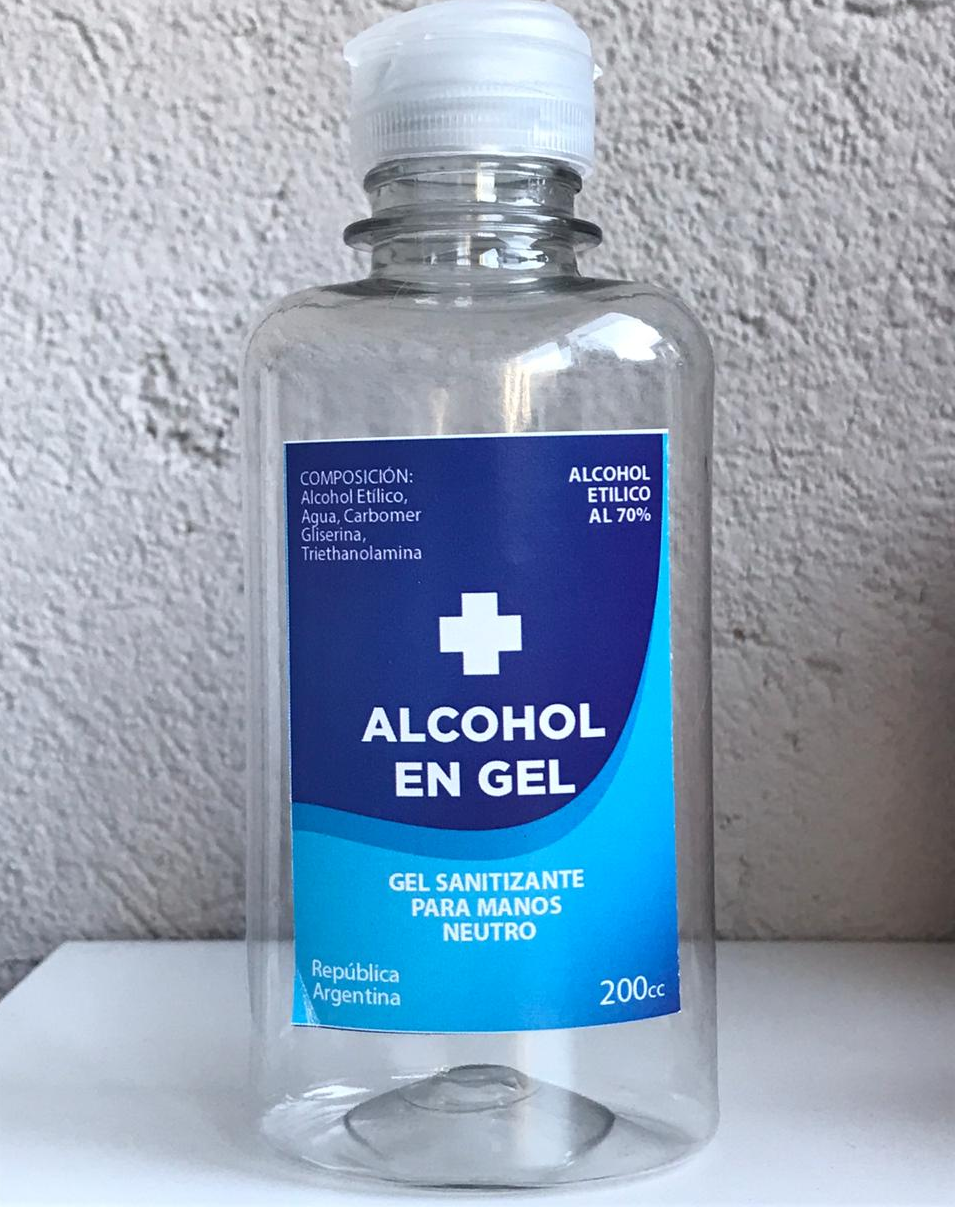 COMPOSICIÓN:
Alcohol Etílico,
Agua, Carbomer
Gliserina,
Triethanolamina
ALCOHOL
ETILICO
AL 70%
ALCOHOL
EN GEL
GEL SANITIZANTE
PARA MANOS
NEUTRO
República
Argentina
200cc